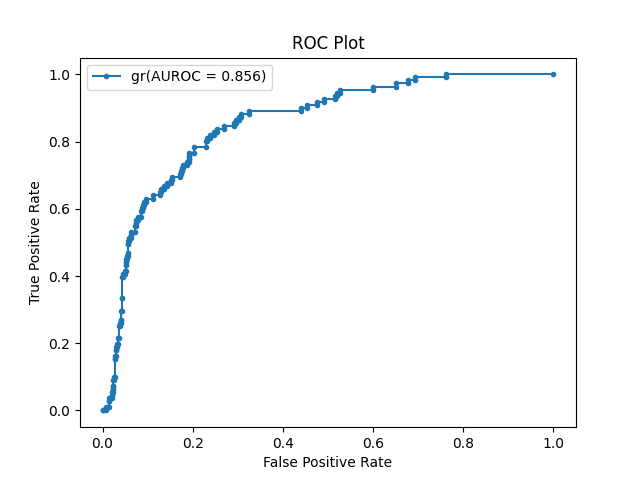 ROC Plot
gr(AUROC = 0.856)
1.0
0.8
0.6
0.4
0.2
0.0
True Positive Rate
0.0 0.2 0.4 0.6 0.8 1.0
False Positive Rate